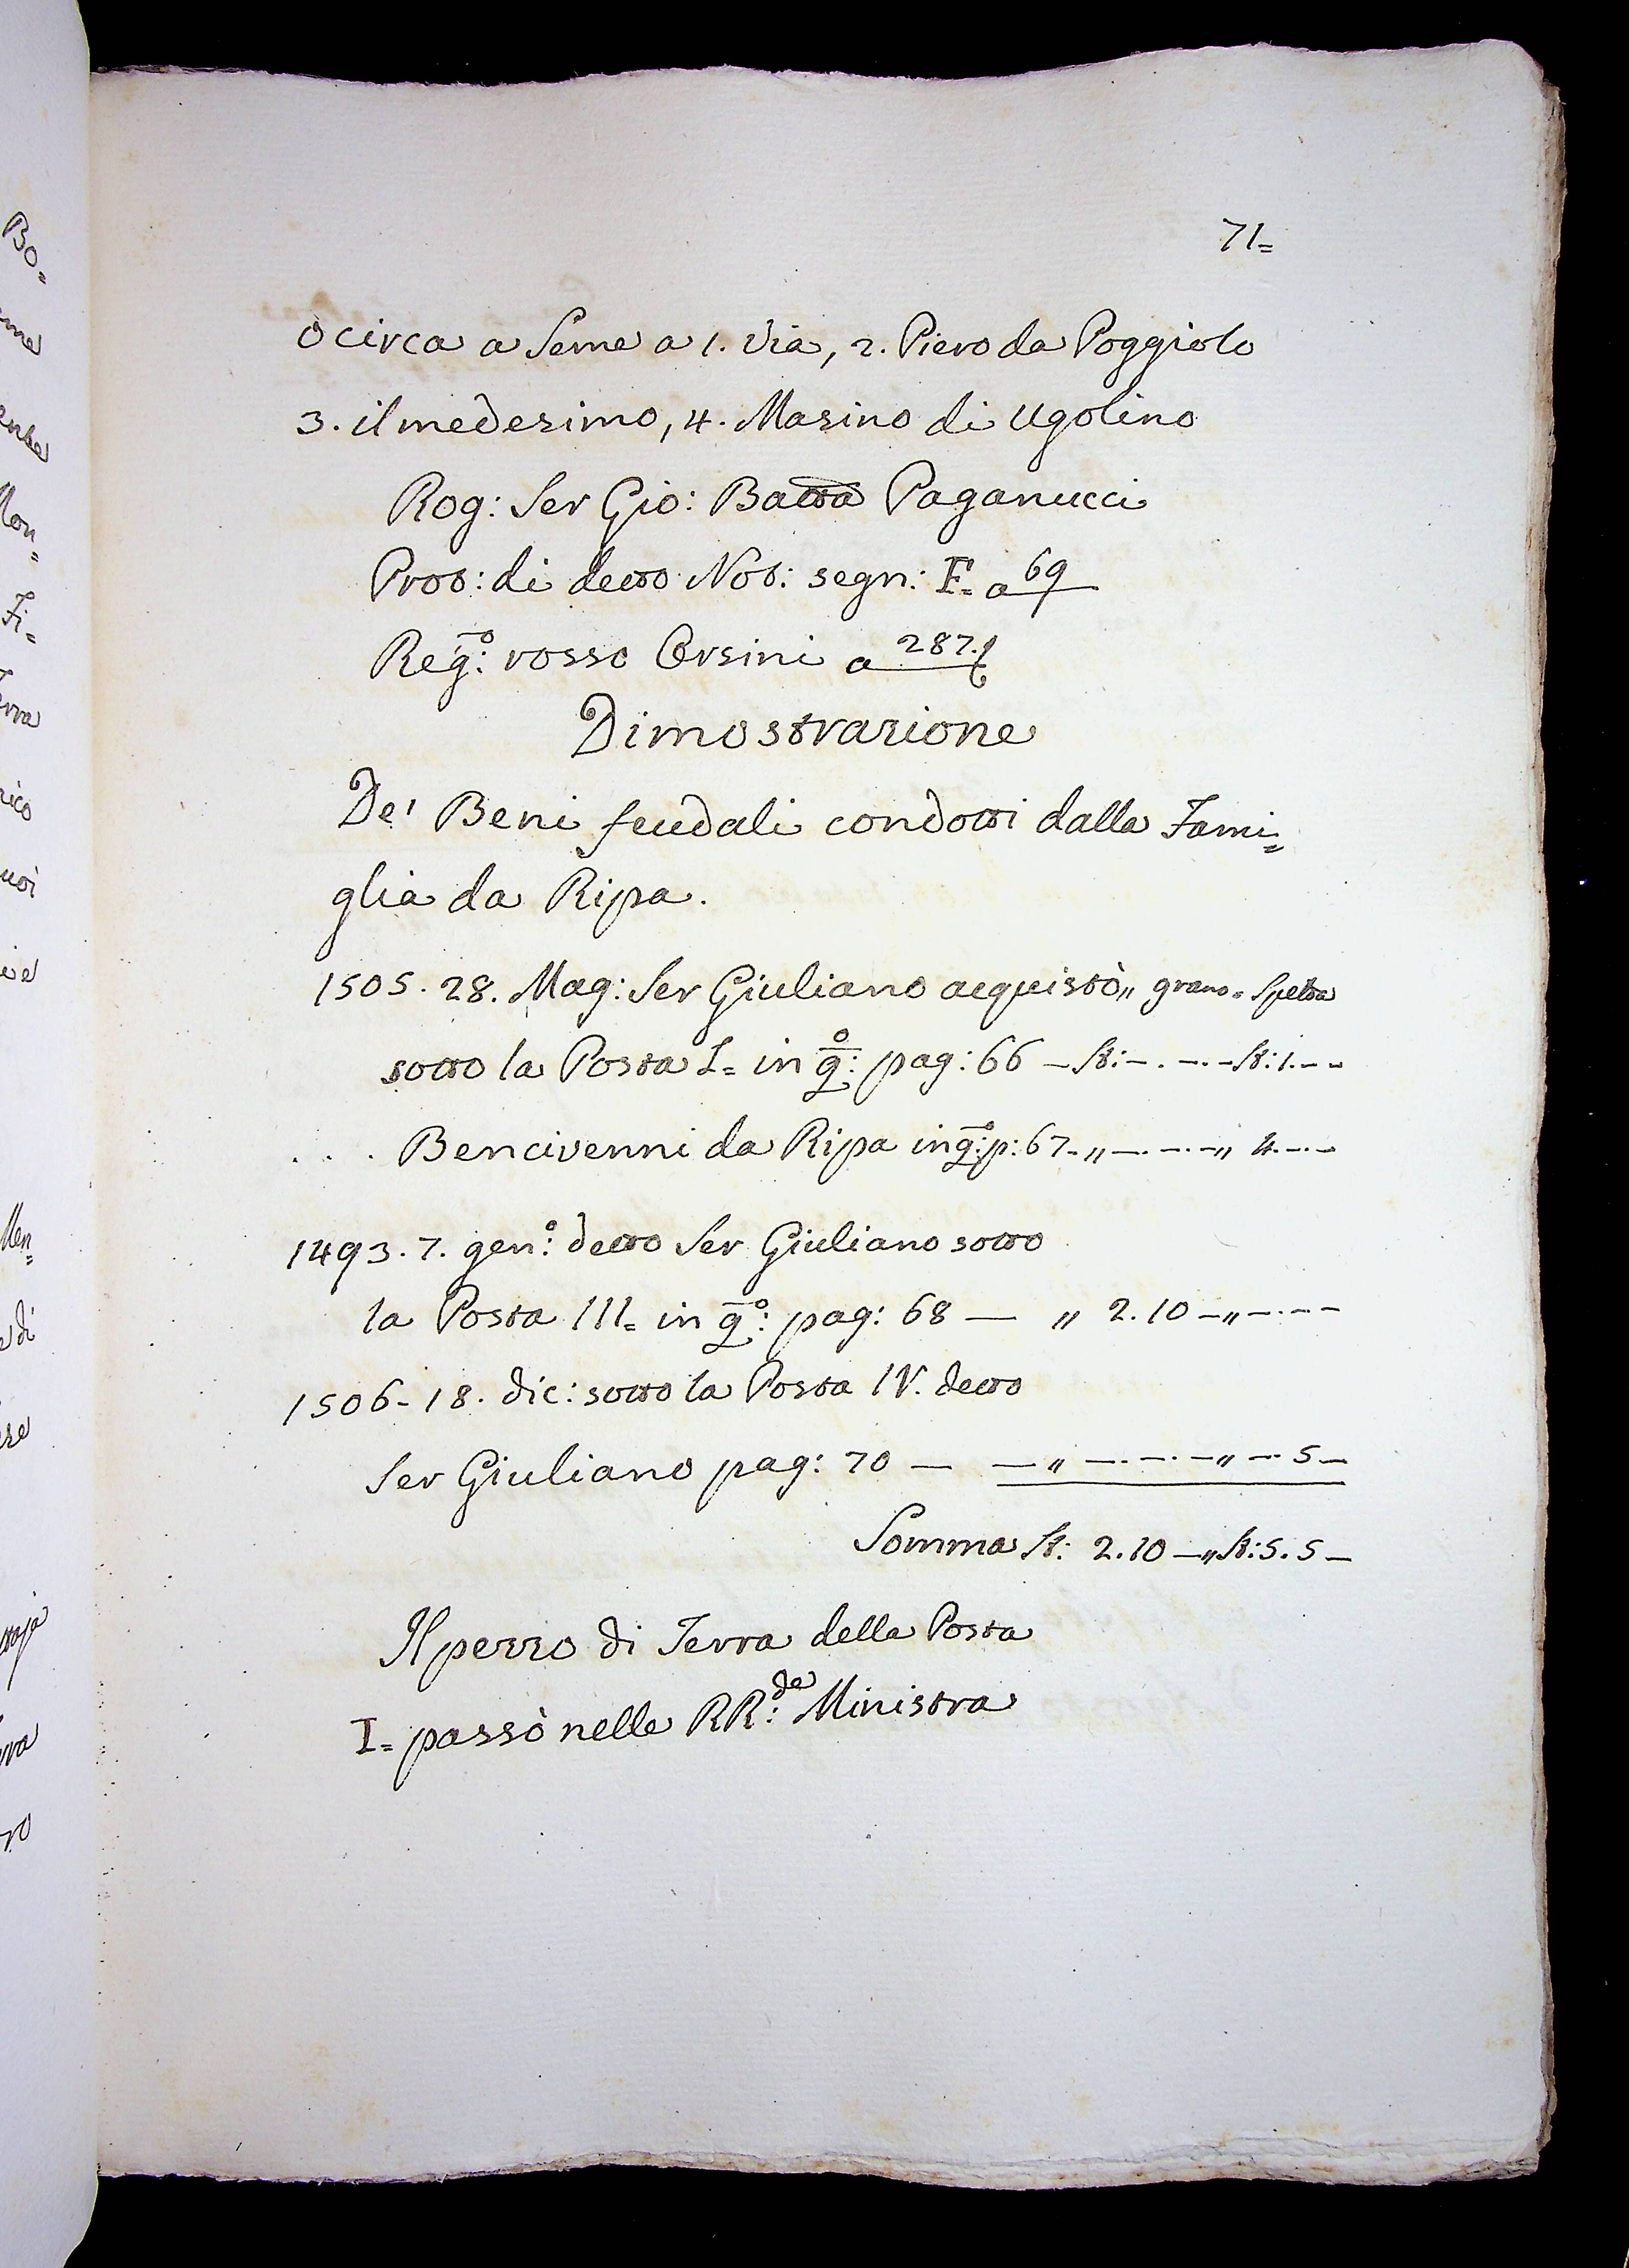 71=
o circa a Seme a 1. via, 2. Piero da Poggiolo
3. il medesimo, 4. Masino di Ugolino
Rog: Ser Gio: Batta Paganucci
Prot: di detto Not: segn: F= a 69
Reg:º rosso Orsini a 287.
Dimostrazione
De' Beni feudali condotti dalla Fami=
glia da Ripa.
1505. 28. Mag: Ser Giuliano acquistò „ grano = Spelta
sotto la Posta I= in qº: pag: 66 — St: —. —. — St: 1. — —
. . . Bencivenni da Ripa in qº: p: 67 - „ —. —. — „ 4. —. —
1493. 7. gen:º detto Ser Giuliano sotto
la Posta III= in qº: pag: 68 — „ 2. 10 — „ —. — —
1506 - 18. dic: sotto la Posta IV. detto
Ser Giuliano pag: 70 — — „ —. —. — „ —. 5 —
Somma St: 2. 10 — „ St: 5. 5 —
Il pezzo di Terra della Posta
I= passò nelle RR:de Ministra